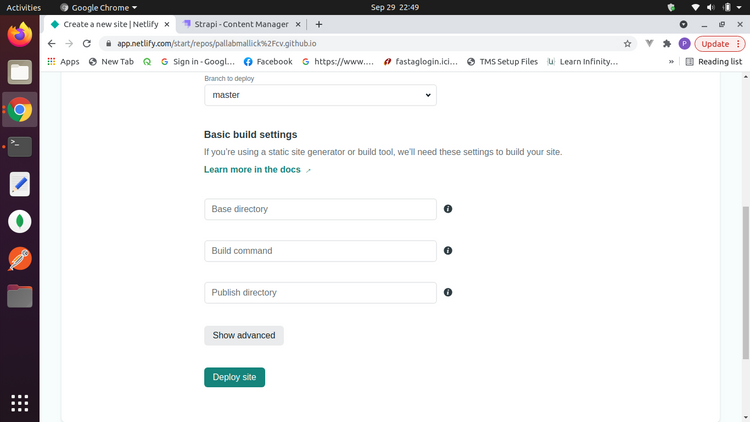 Activities Google Chrome Sep 29 22:49
Create a new site | Netlify Strapi - Content Manager
app.netlify.com/start/repos/pallabmallick%2Fcv.github.io P Update
Apps New Tab Sign in - Googl… Facebook https://www.… fastaglogin.ici… TMS Setup Files Learn Infinity… » Reading list
Branch to deploy
master
Basic build settings
If you're using a static site generator or build tool, we'll need these settings to build your site.
Learn more in the docs
Base directory
Build command
Publish directory
Show advanced
Deploy site